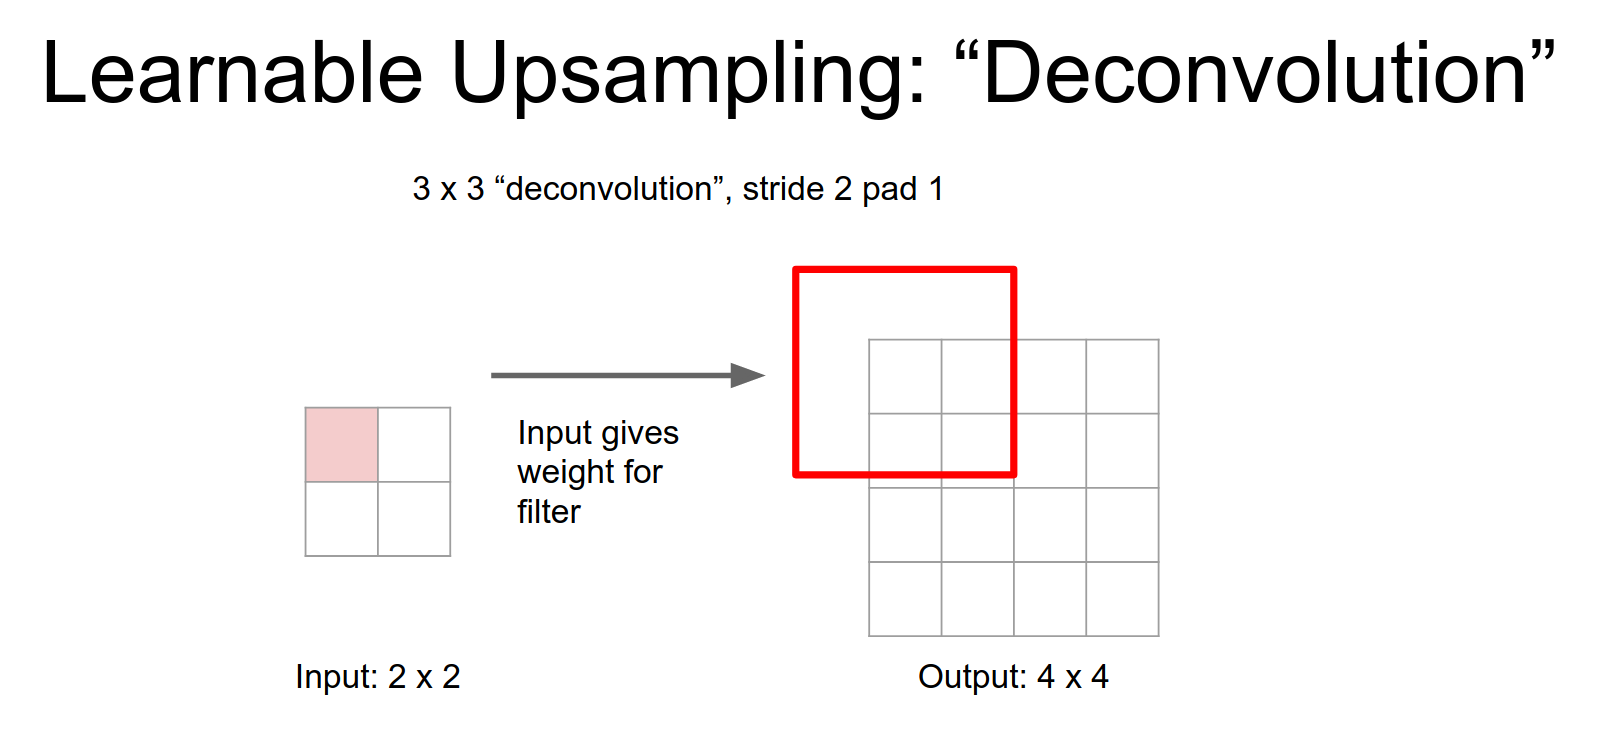 Learnable Upsampling: “Deconvolution”
3 x 3 “deconvolution”, stride 2 pad 1
Input gives
weight for
filter
Input: 2 x 2
Output: 4 x 4